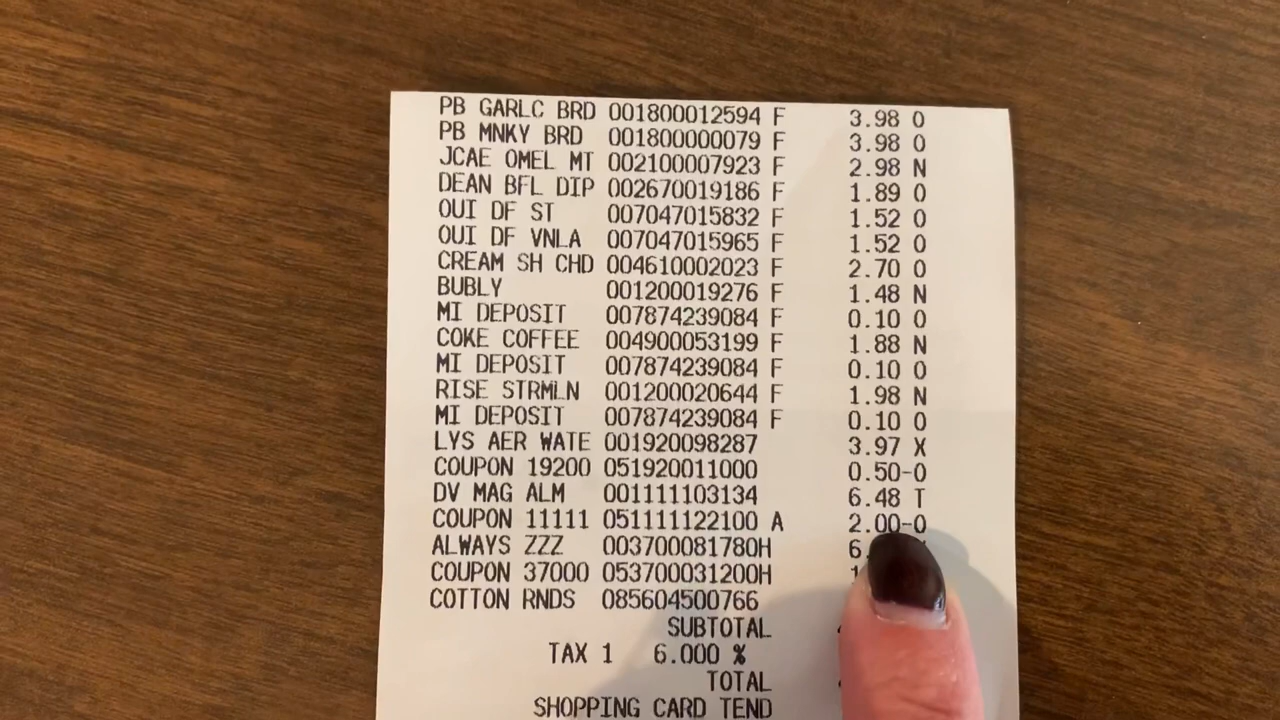 PB GARLC BRD 001800012594 F 3.98 O
PB MNKY BRD 001800000079 F 3.98 O
JCAE OMEL MT 002100007923 F 2.98 N
DEAN BFL DIP 002670019186 F 1.89 O
OUI DF ST 007047015832 F 1.52 O
OUI DF VNLA 007047015965 F 1.52 O
CREAM SH CHD 004610002023 F 2.70 O
BUBLY 001200019276 F 1.48 N
MI DEPOSIT 007874239084 F 0.10 O
COKE COFFEE 004900053199 F 1.88 N
MI DEPOSIT 007874239084 F 0.10 O
RISE STRMLN 001200020644 F 1.98 N
MI DEPOSIT 007874239084 F 0.10 O
LYS AER WATE 001920098287 3.97 X
COUPON 19200 051920011000 0.50-O
DV MAG ALM 001111103134 6.48 T
COUPON 11111 051111122100 A 2.00-O
ALWAYS ZZZ 003700081780H
COUPON 37000 053700031200H
COTTON RNDS 085604500766
SUBTOTAL
TAX 1 6.000 %
TOTAL
SHOPPING CARD TEND